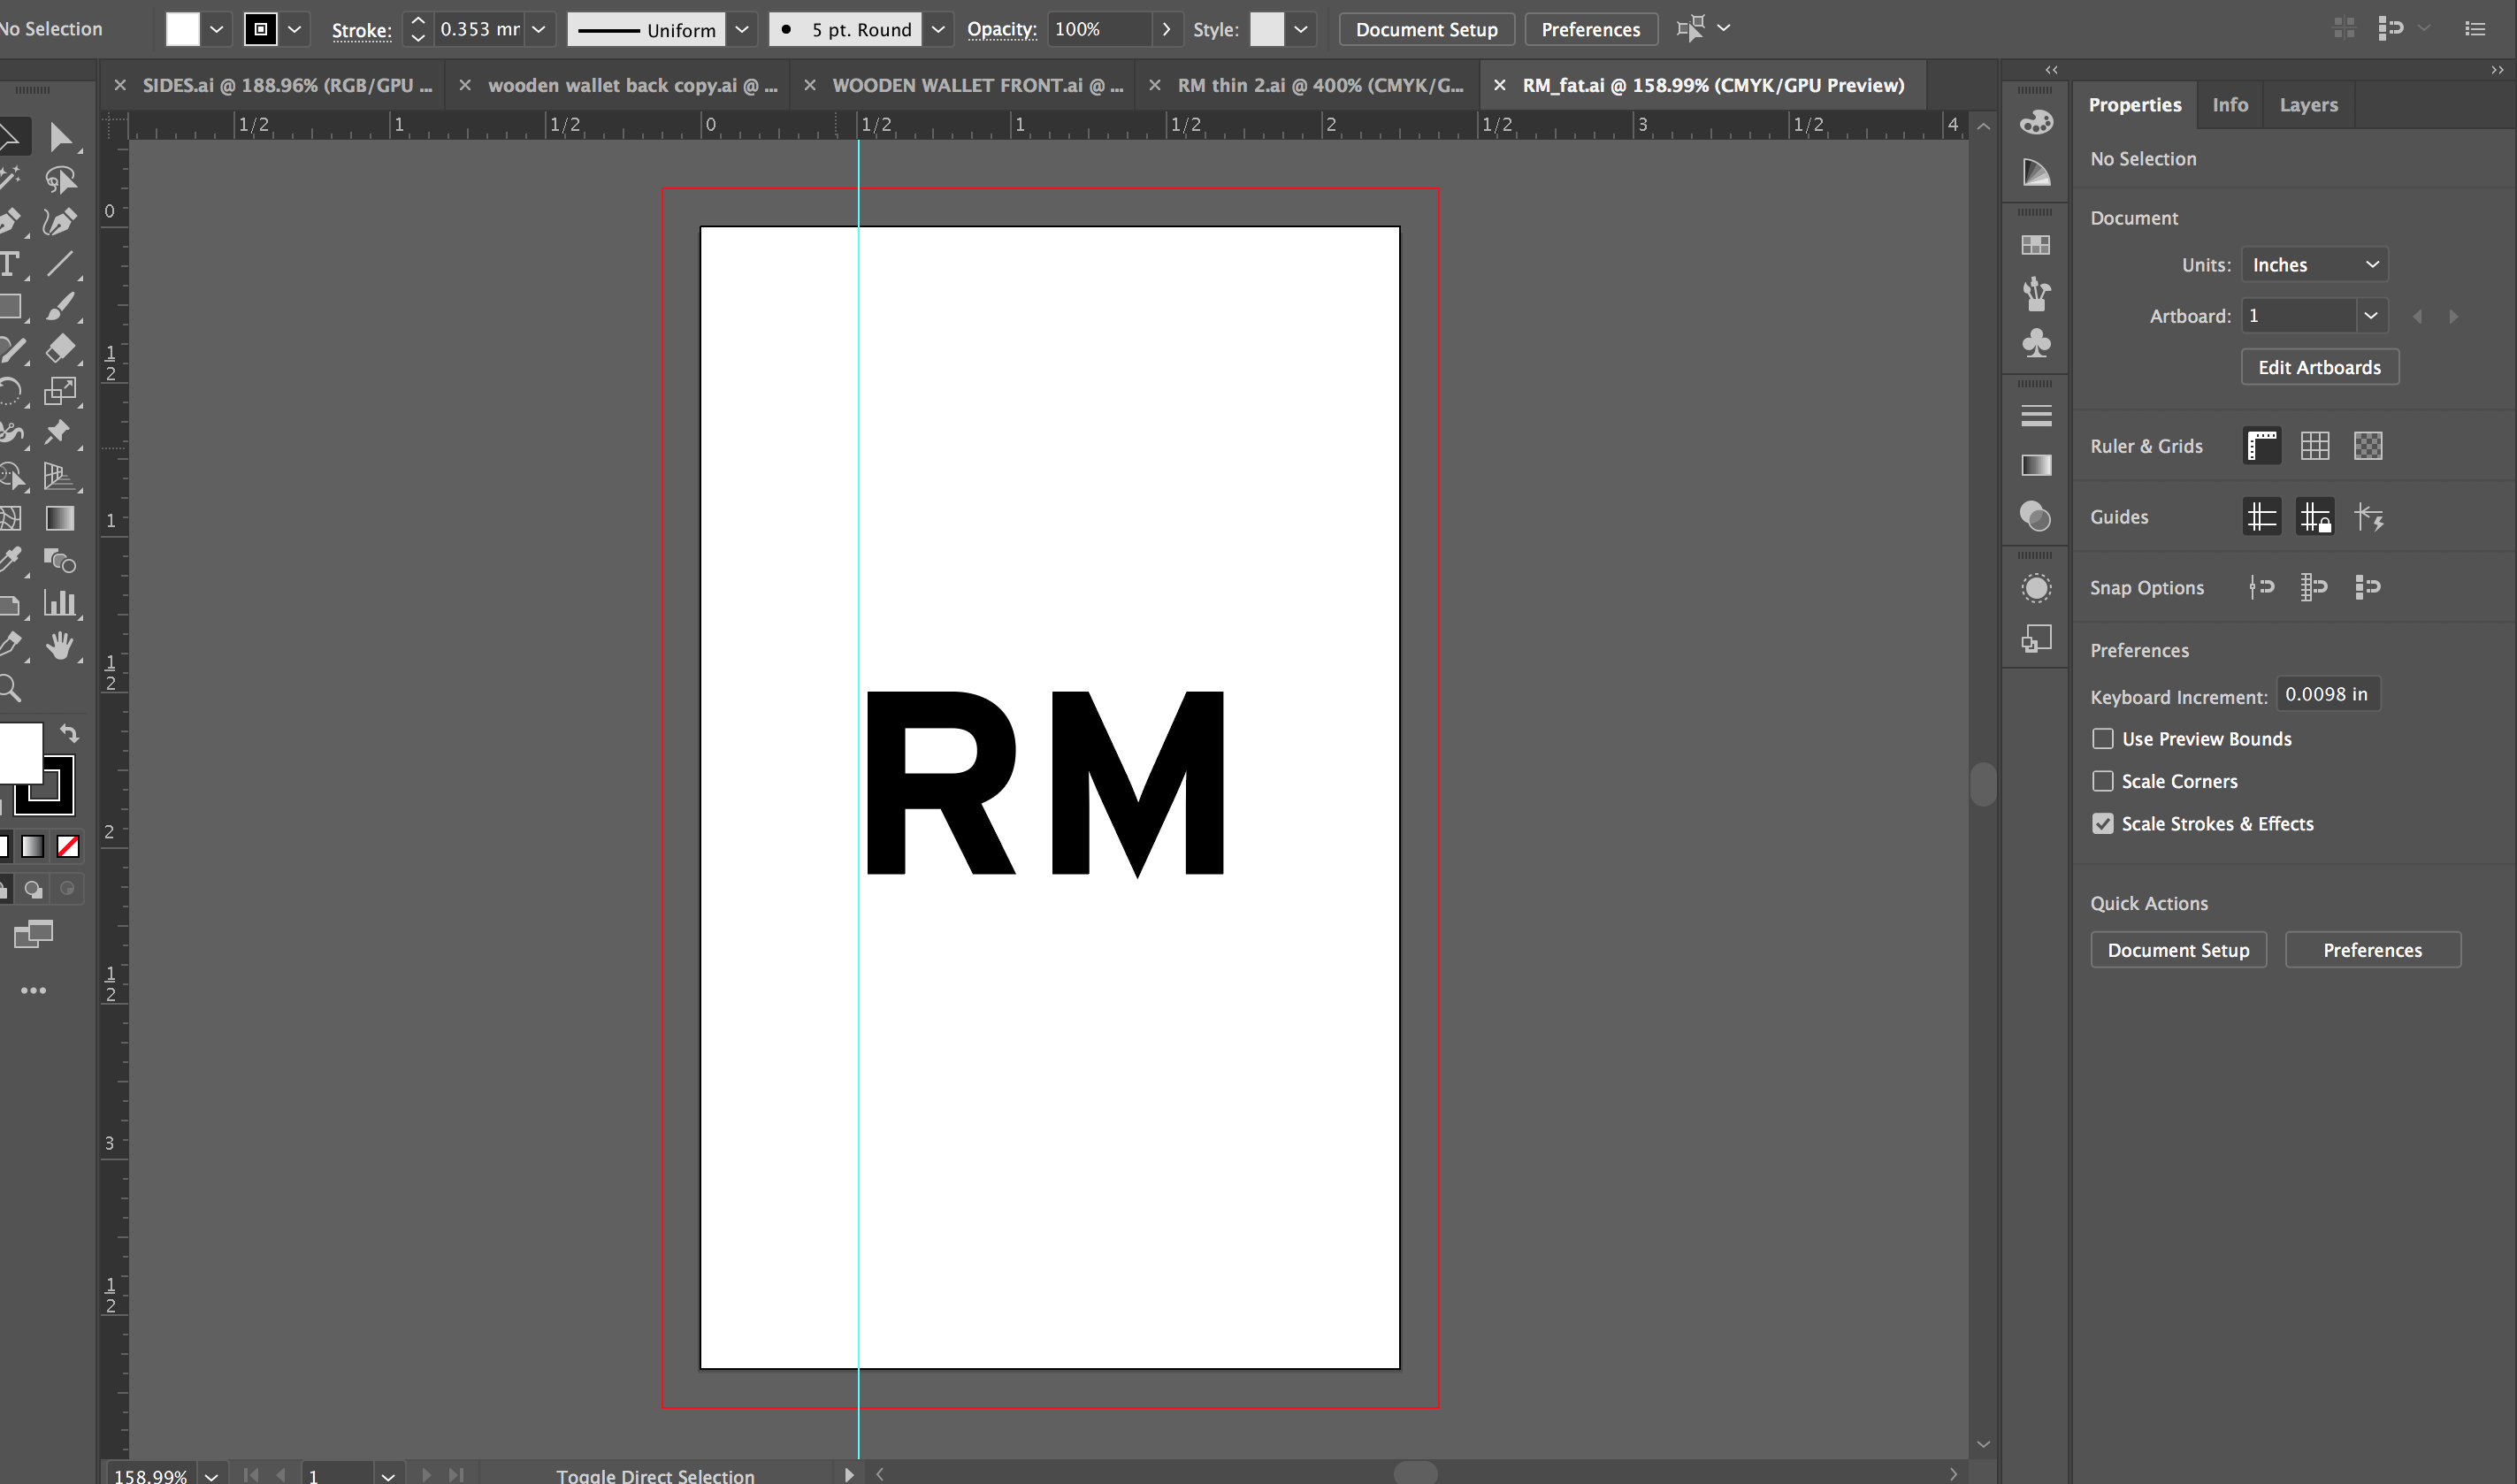 No Selection Stroke: 0.353 mm Uniform 5 pt. Round Opacity: 100% Style: Document Setup Preferences
SIDES.ai @ 188.96% (RGB/GPU ... wooden wallet back copy.ai @ ... WOODEN WALLET FRONT.ai @ ... RM thin 2.ai @ 400% (CMYK/G... RM_fat.ai @ 158.99% (CMYK/GPU Preview)
1/2 1 1/2 0 1/2 1 1/2 2 1/2 3 1/2 4
0
1/2
1
1/2
2
1/2
3
1/2
RM
Properties Info Layers
No Selection
Document
Units: Inches
Artboard: 1
Edit Artboards
Ruler & Grids
Guides
Snap Options
Preferences
Keyboard Increment: 0.0098 in
Use Preview Bounds
Scale Corners
Scale Strokes & Effects
Quick Actions
Document Setup Preferences
158.99% 1 Toggle Direct Selection